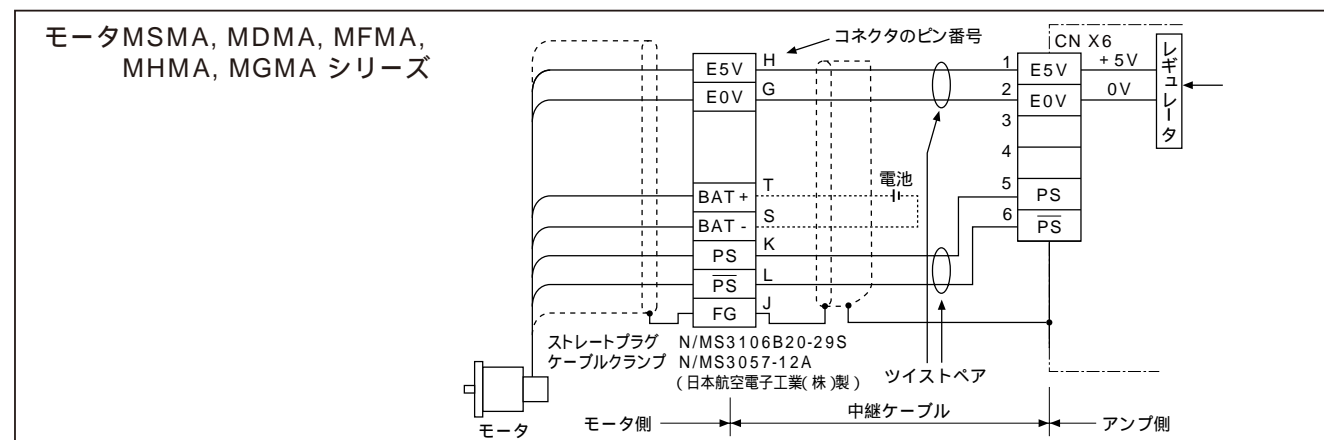 モータMSMA, MDMA, MFMA,
MHMA, MGMA シリーズ
コネクタのピン番号
CN X6
レギュレータ
E5V
H
1
E5V
+5V
E0V
G
2
E0V
0V
3
4
BAT+
T
電池
5
PS
BAT-
S
6
PS
PS
K
PS
L
FG
J
ストレートプラグ N/MS3106B20-29S
ケーブルクランプ N/MS3057-12A
(日本航空電子工業(株)製)
ツイストペア
モータ
モータ側
中継ケーブル
アンプ側